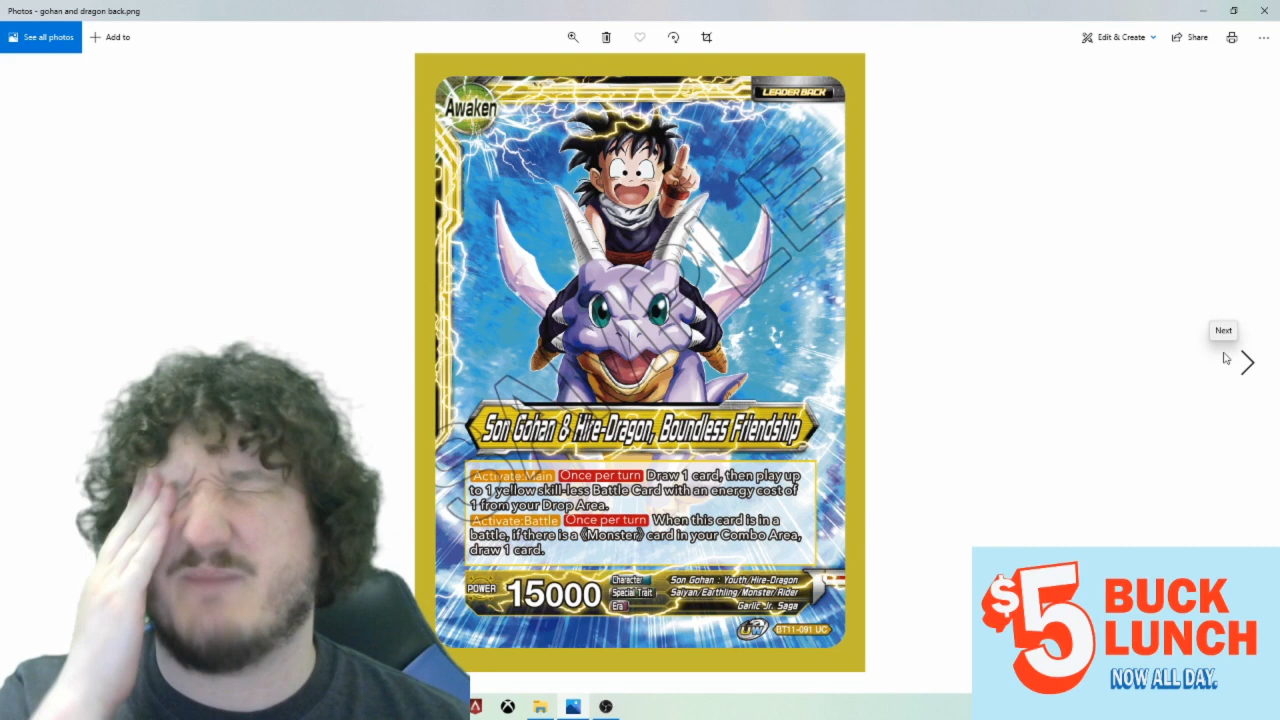 Photos - gohan and dragon back.png
See all photos
Add to
Edit & Create
Share
Awaken
LEADER BACK
SAMPLE
Next
Son Gohan & Hire-Dragon, Boundless Friendship
Activate:Main Once per turn Draw 1 card, then play up
to 1 yellow skill-less Battle Card with an energy cost of
1 from your Drop Area.
Activate:Battle Once per turn When this card is in a
battle, if there is a 《Monster》 card in your Combo Area,
draw 1 card.
POWER 15000
Character Son Gohan : Youth/Hire-Dragon
Special Trait Saiyan/Earthling/Monster/Rider
Era Garlic Jr. Saga
UW BT11-091 UC
$5 BUCK
LUNCH
NOW ALL DAY.